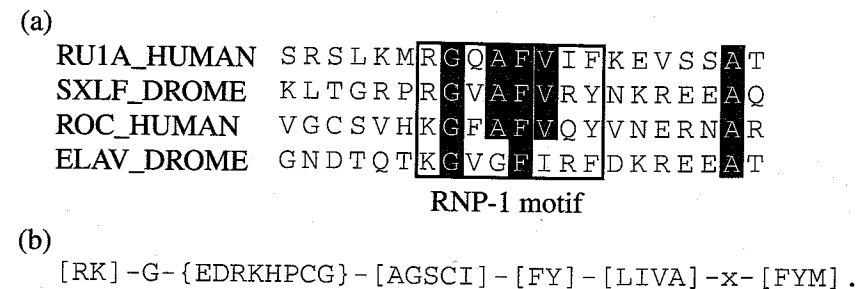 (a)
RU1A_HUMAN SRSLKMRGQAFVIFKEVSSAT
SXLF_DROME KLTGRPRGVAFVRYNKREEAQ
ROC_HUMAN VGCSVHKGFAFVQYVNERNAR
ELAV_DROME GNDTQTKGVGFIRFDKREEAT
RNP-1 motif
(b)
[RK]-G-{EDRKHPCG}-[AGSCI]-[FY]-[LIVA]-x-[FYM].